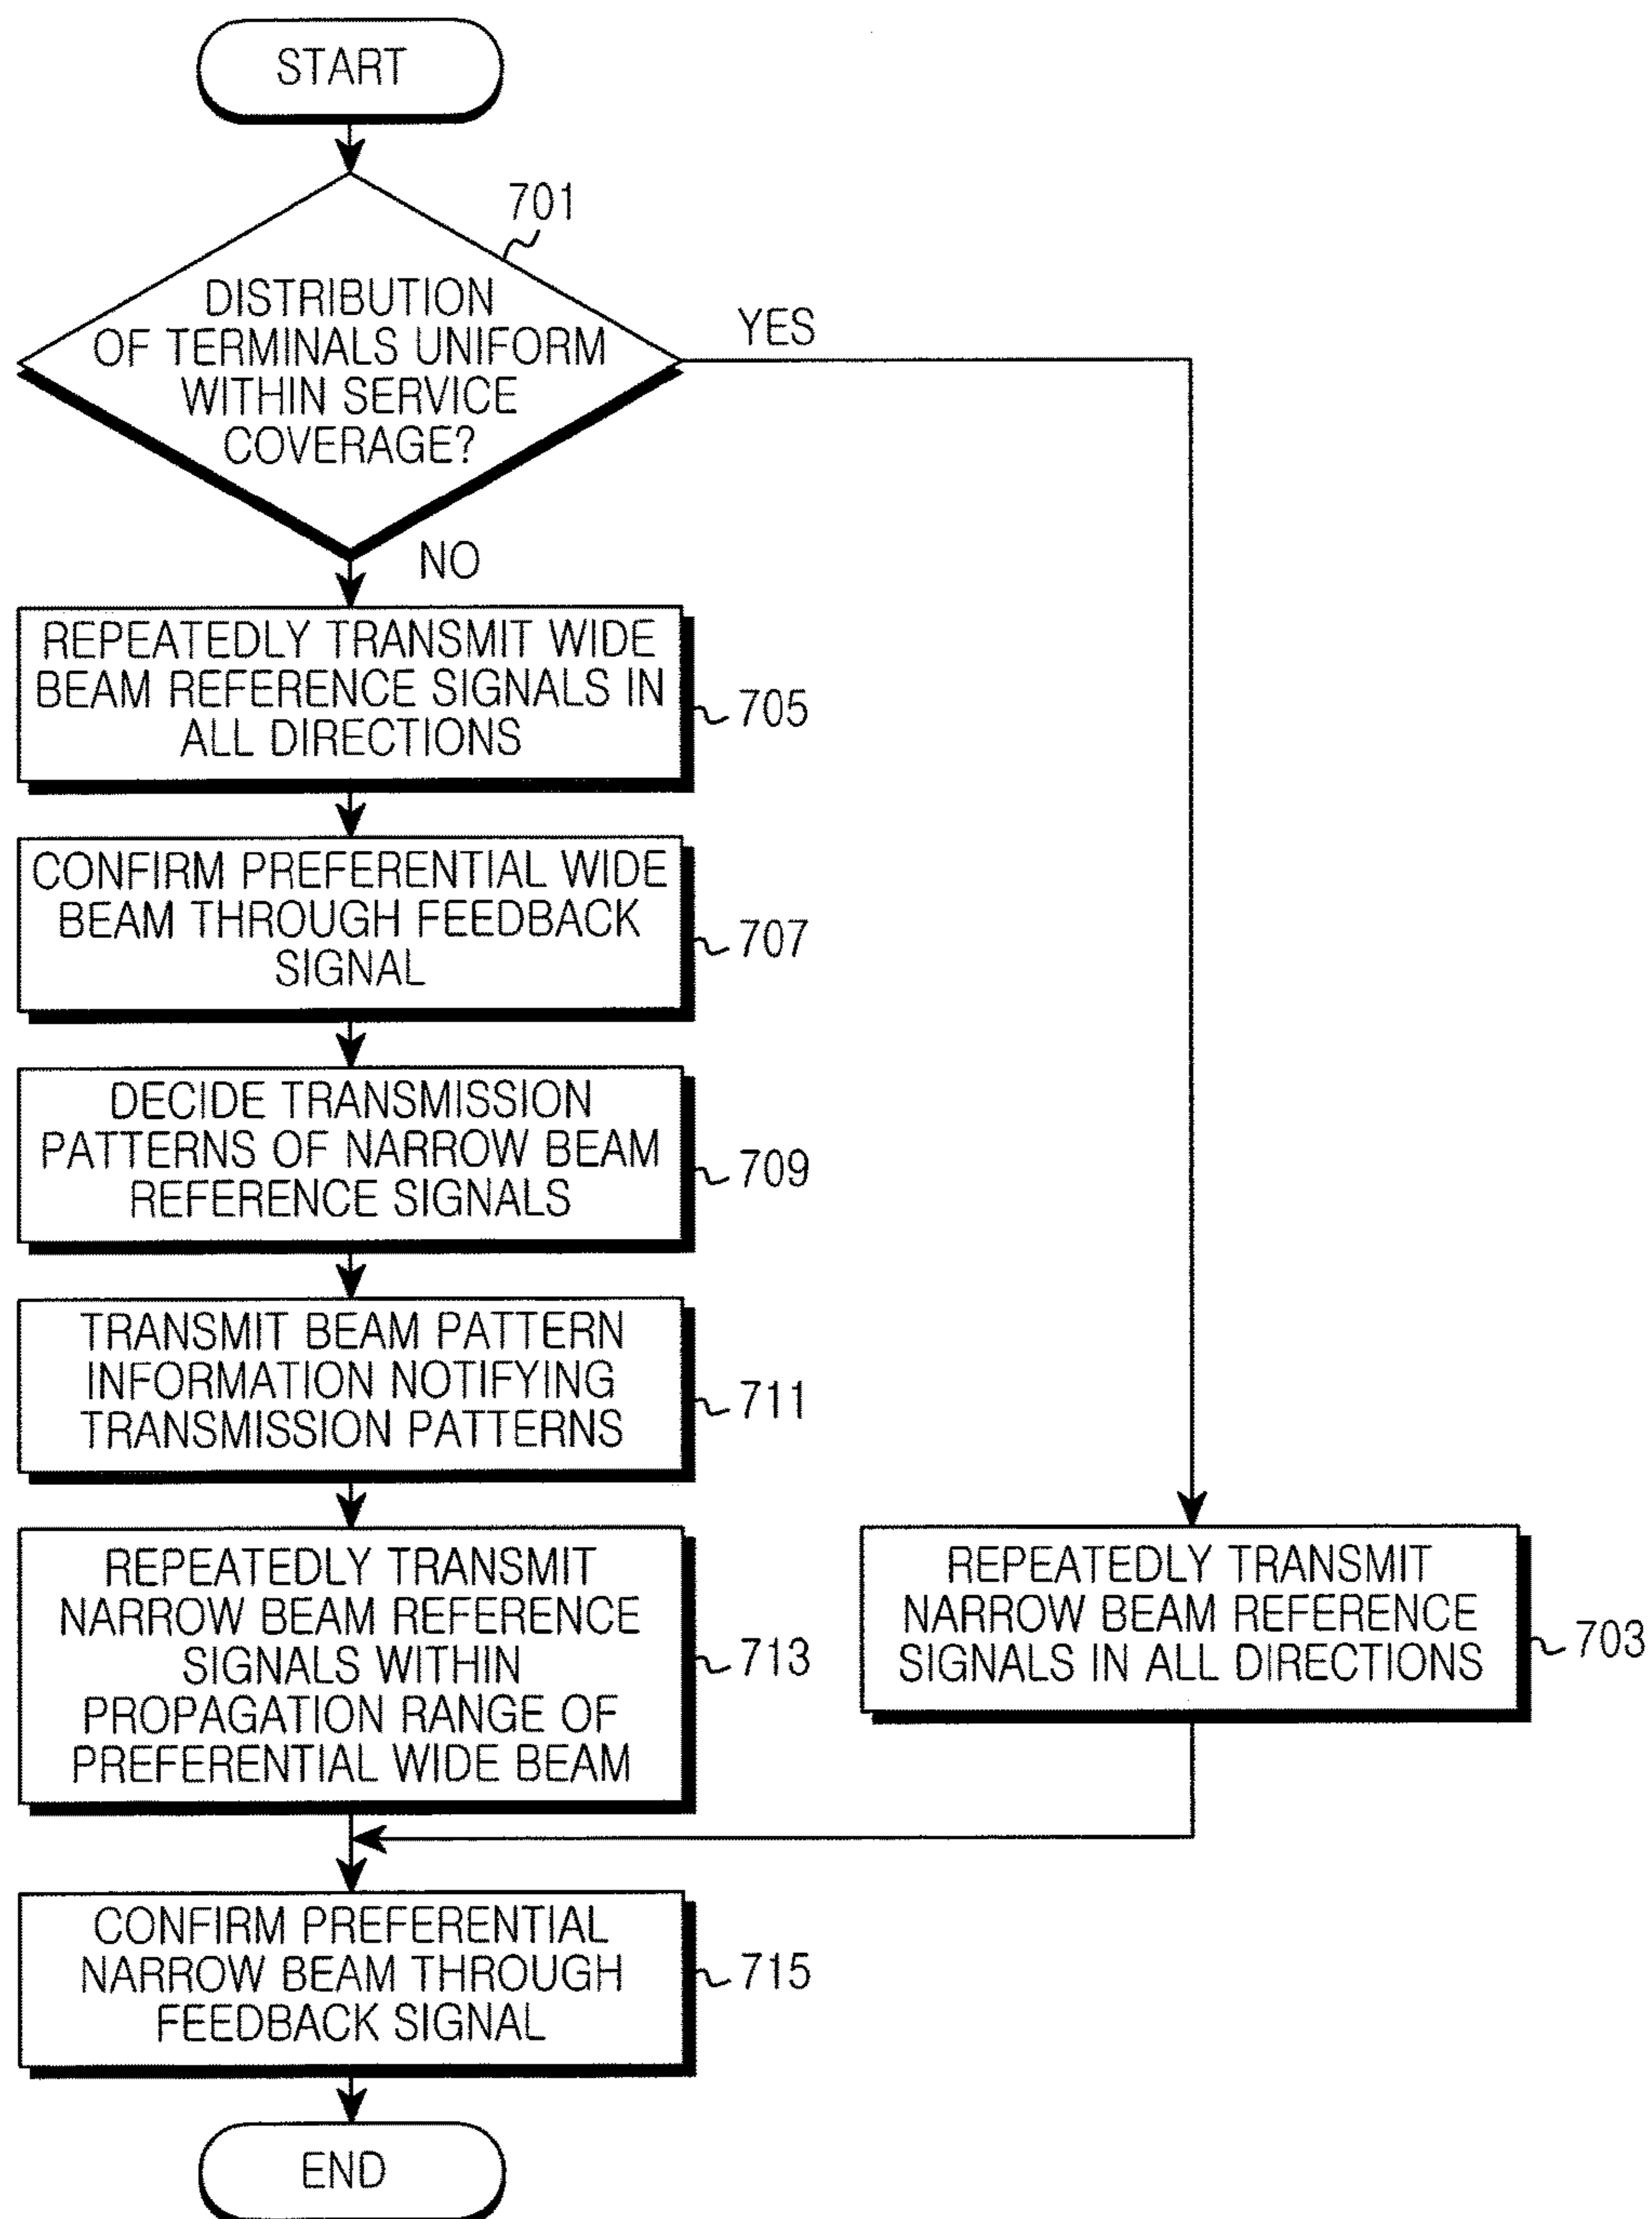 START
701
DISTRIBUTION
OF TERMINALS UNIFORM
WITHIN SERVICE
COVERAGE?
YES
NO
REPEATEDLY TRANSMIT WIDE
BEAM REFERENCE SIGNALS IN
ALL DIRECTIONS
705
CONFIRM PREFERENTIAL WIDE
BEAM THROUGH FEEDBACK
SIGNAL
707
DECIDE TRANSMISSION
PATTERNS OF NARROW BEAM
REFERENCE SIGNALS
709
TRANSMIT BEAM PATTERN
INFORMATION NOTIFYING
TRANSMISSION PATTERNS
711
REPEATEDLY TRANSMIT
NARROW BEAM REFERENCE
SIGNALS WITHIN
PROPAGATION RANGE OF
PREFERENTIAL WIDE BEAM
713
REPEATEDLY TRANSMIT
NARROW BEAM REFERENCE
SIGNALS IN ALL DIRECTIONS
703
CONFIRM PREFERENTIAL
NARROW BEAM THROUGH
FEEDBACK SIGNAL
715
END